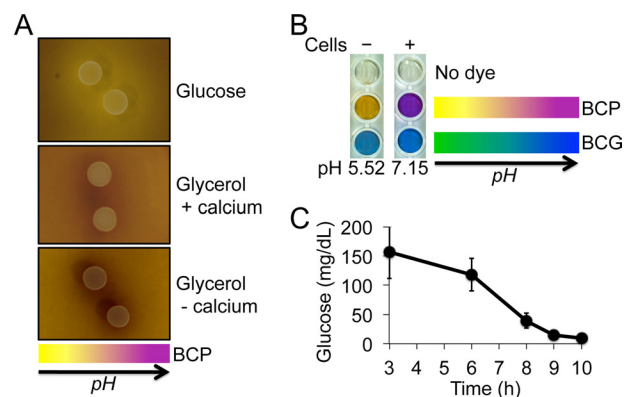 A
Glucose
Glycerol
+ calcium
Glycerol
- calcium
BCP
pH
B
Cells – +
No dye
BCP
BCG
pH 5.52 7.15
pH
C
Glucose (mg/dL)
200
150
100
50
0
3 4 5 6 7 8 9 10
Time (h)